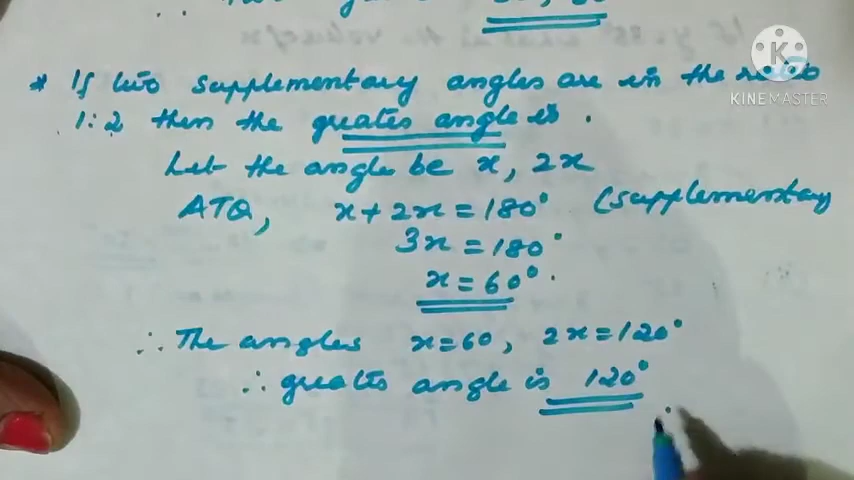 * If two supplementary angles are in the ratio
1:2 then the greater angle is .
Let the angle be x, 2x
ATQ, x + 2x = 180° (supplementary
3x = 180°
x = 60°.
∴ The angles x = 60, 2x = 120°
∴ greater angle is 120°
KINEMASTER